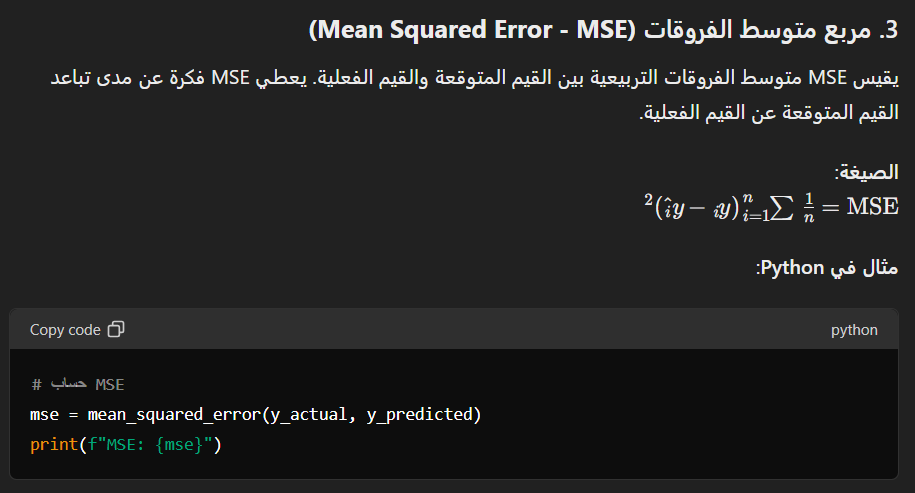 3. مربع متوسط الفروقات (Mean Squared Error - MSE)
يقيس MSE متوسط الفروقات التربيعية بين القيم المتوقعة والقيم الفعلية. يعطي MSE فكرة عن مدى تباعد
القيم المتوقعة عن القيم الفعلية.
الصيغة:
MSE = \frac{1}{n} \sum_{i=1}^{n} (y_i - \hat{y}_i)^2
مثال في Python:
Copy code
python
# حساب MSE
mse = mean_squared_error(y_actual, y_predicted)
print(f"MSE: {mse}")